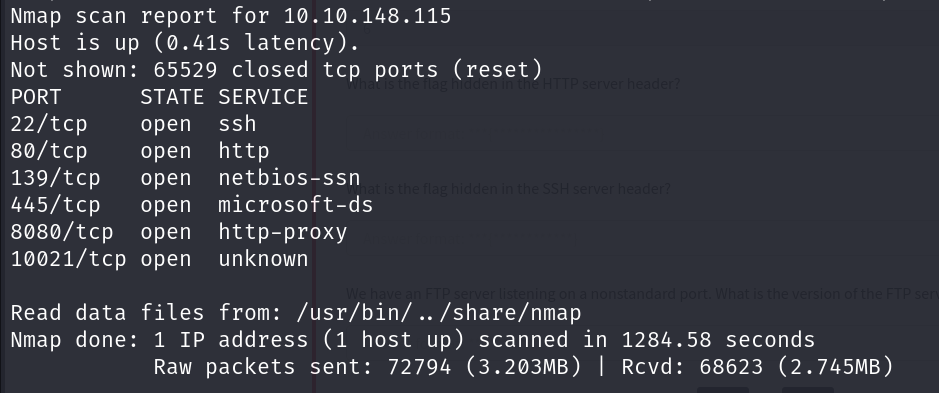 Nmap scan report for 10.10.148.115
Host is up (0.41s latency).
Not shown: 65529 closed tcp ports (reset)
What is the flag hidden in the HTTP server header?
PORT      STATE SERVICE
22/tcp    open  ssh
80/tcp    open  http
139/tcp   open  netbios-ssn
What is the flag hidden in the SSH server header?
445/tcp   open  microsoft-ds
8080/tcp  open  http-proxy
10021/tcp open  unknown
We have an FTP server listening on a nonstandard port. What is the version of the FTP
Read data files from: /usr/bin/../share/nmap
Nmap done: 1 IP address (1 host up) scanned in 1284.58 seconds
           Raw packets sent: 72794 (3.203MB) | Rcvd: 68623 (2.745MB)